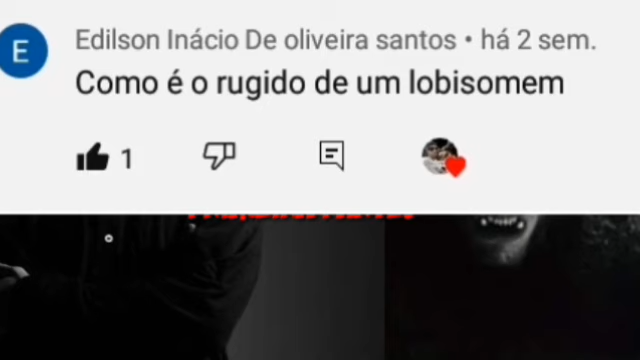 E
Edilson Inácio De oliveira santos • há 2 sem.
Como é o rugido de um lobisomem
1